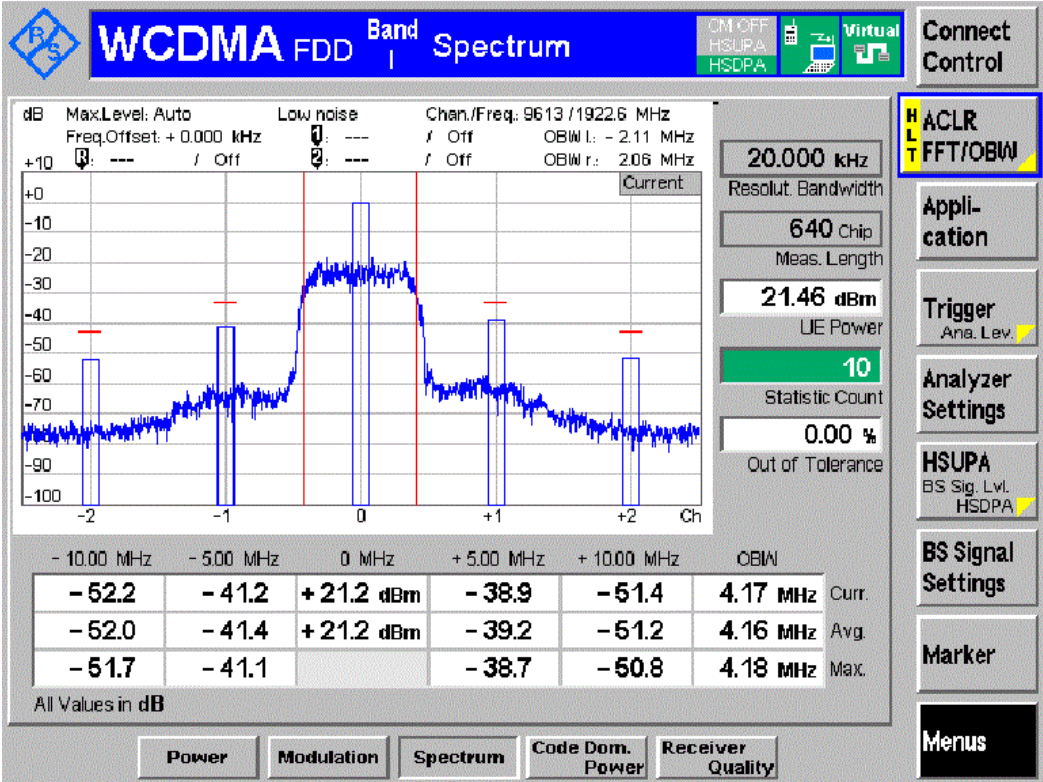 R/S WCDMA FDD Band I Spectrum
CM OFF
HSUPA
HSDPA
Virtual
Connect
Control
dB Max.Level: Auto Low noise Chan./Freq.: 9613 / 1922.6 MHz
Freq.Offset: + 0.000 kHz 1: --- / Off OBW l.: – 2.11 MHz
R: --- / Off 2: --- / Off OBW r.: 2.06 MHz
Current
+10
+0
–10
–20
–30
–40
–50
–60
–70
–90
–100
–2 –1 0 +1 +2 Ch
20.000 kHz
Resolut. Bandwidth
640 Chip
Meas. Length
21.46 dBm
UE Power
10
Statistic Count
0.00 %
Out of Tolerance
– 10.00 MHz – 5.00 MHz 0 MHz + 5.00 MHz + 10.00 MHz OBW
– 52.2 – 41.2 + 21.2 dBm – 38.9 – 51.4 4.17 MHz Curr.
– 52.0 – 41.4 + 21.2 dBm – 39.2 – 51.2 4.16 MHz Avg.
– 51.7 – 41.1 – 38.7 – 50.8 4.18 MHz Max.
All Values in dB
HLT
ACLR
FFT/OBW
Appli-
cation
Trigger
Ana. Lev.
Analyzer
Settings
HSUPA
BS Sig. Lvl.
HSDPA
BS Signal
Settings
Marker
Menus
Power
Modulation
Spectrum
Code Dom.
Power
Receiver
Quality